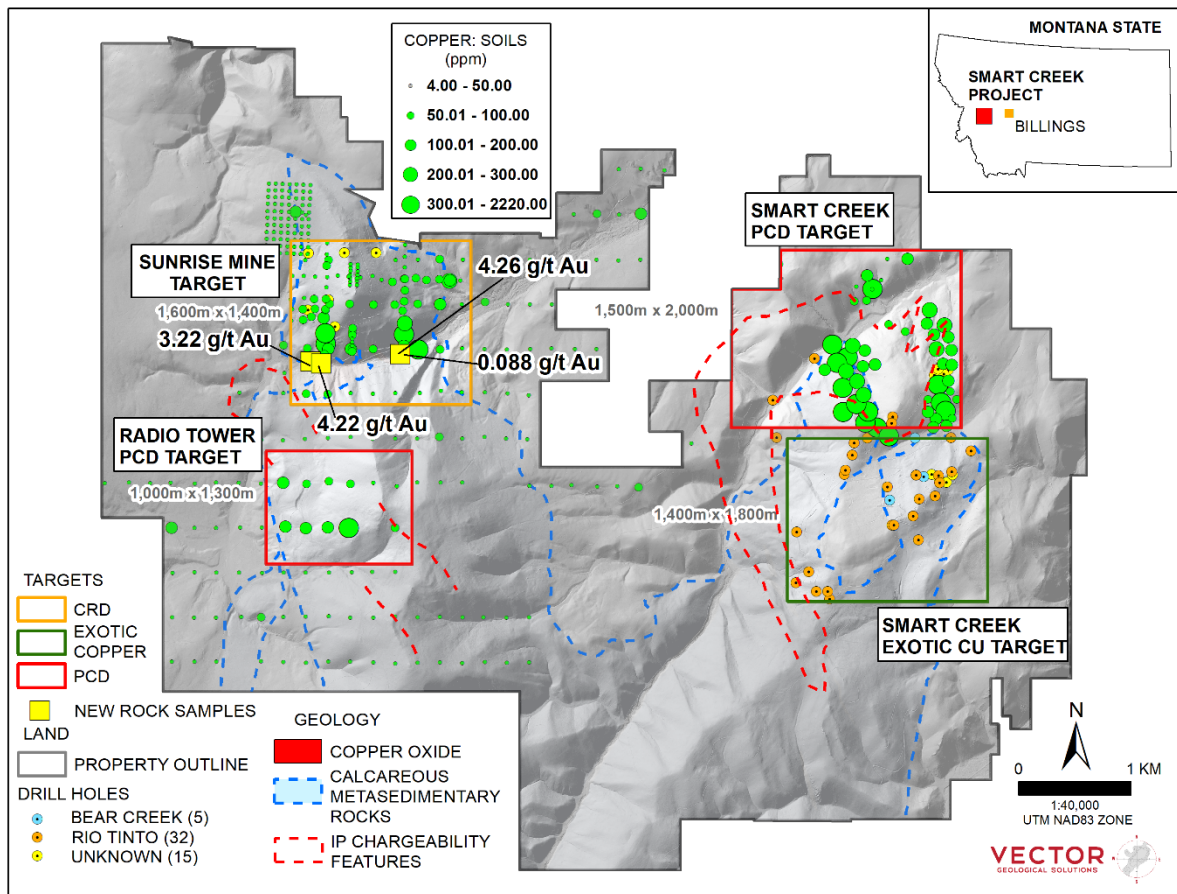 COPPER: SOILS
(ppm)
4.00 - 50.00
50.01 - 100.00
100.01 - 200.00
200.01 - 300.00
300.01 - 2220.00
MONTANA STATE
SMART CREEK
PROJECT
BILLINGS
SMART CREEK
PCD TARGET
SUNRISE MINE
TARGET
4.26 g/t Au
1,600m x 1,400m
1,500m x 2,000m
3.22 g/t Au
0.088 g/t Au
4.22 g/t Au
RADIO TOWER
PCD TARGET
1,000m x 1,300m
1,400m x 1,800m
SMART CREEK
EXOTIC CU TARGET
TARGETS
CRD
EXOTIC
COPPER
PCD
NEW ROCK SAMPLES
LAND
PROPERTY OUTLINE
DRILL HOLES
BEAR CREEK (5)
RIO TINTO (32)
UNKNOWN (15)
GEOLOGY
COPPER OXIDE
CALCAREOUS
METASEDIMENTARY
ROCKS
IP CHARGEABILITY
FEATURES
N
0 1 KM
1:40,000
UTM NAD83 ZONE
VECTOR
GEOLOGICAL SOLUTIONS